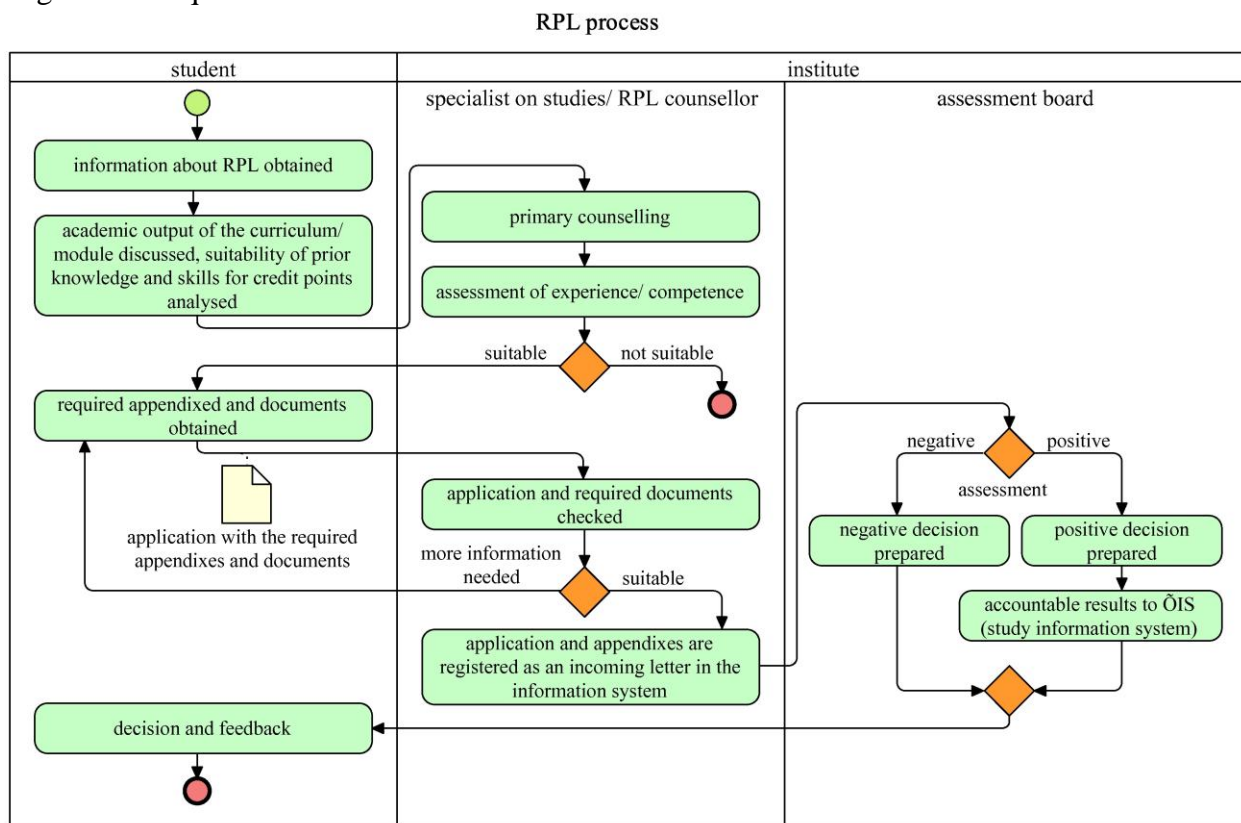 RPL process
student
institute
specialist on studies/ RPL counsellor
assessment board
information about RPL obtained
academic output of the curriculum/
module discussed, suitability of prior
knowledge and skills for credit points
analysed
primary counselling
assessment of experience/ competence
suitable
not suitable
required appendixed and documents
obtained
application with the required
appendixes and documents
application and required documents
checked
more information
needed
suitable
application and appendixes are
registered as an incoming letter in the
information system
negative
positive
assessment
negative decision
prepared
positive decision
prepared
accountable results to ÕIS
(study information system)
decision and feedback